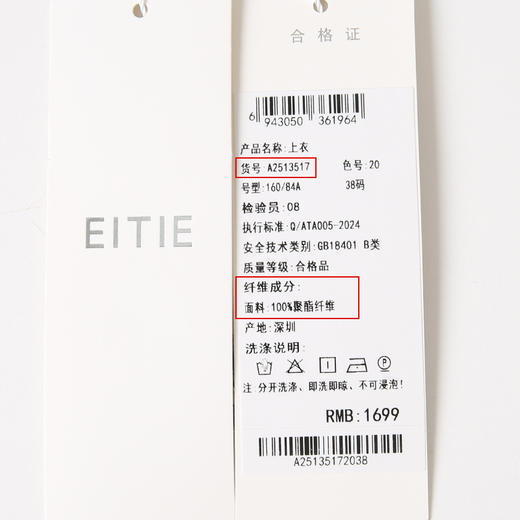 EITIE
合格证
6 943050 361964
产品名称:上衣
货号:A2513517 色号:20
号型:160/84A 38码
检验员:08
执行标准:Q/ATA005-2024
安全技术类别:GB18401 B类
质量等级:合格品
纤维成分:
面料:100%聚酯纤维
产地:深圳
洗涤说明:
P
注 分开洗涤、即洗即晾、不可浸泡!
RMB:1699
A25135172038